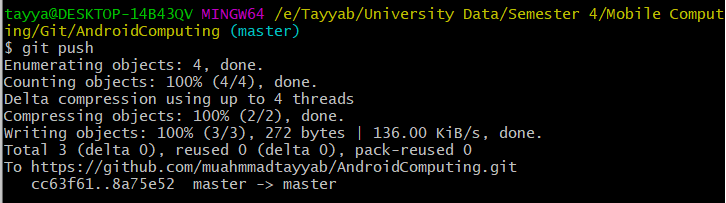 tayya@DESKTOP-14B43QV MINGW64 /e/Tayyab/University Data/Semester 4/Mobile Comput
ing/Git/AndroidComputing (master)
$ git push
Enumerating objects: 4, done.
Counting objects: 100% (4/4), done.
Delta compression using up to 4 threads
Compressing objects: 100% (2/2), done.
Writing objects: 100% (3/3), 272 bytes | 136.00 KiB/s, done.
Total 3 (delta 0), reused 0 (delta 0), pack-reused 0
To https://github.com/muahmmadtayyab/AndroidComputing.git
   cc63f61..8a75e52  master -> master